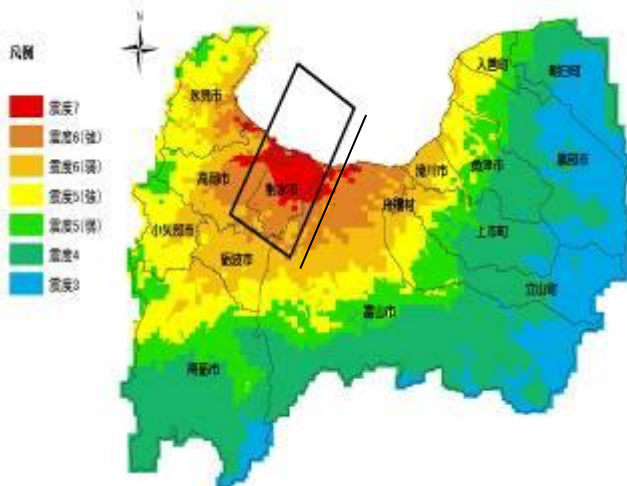 N
凡例
震度7
震度6(強)
震度6(弱)
震度5(強)
震度5(弱)
震度4
震度3
入善町
朝日町
氷見市
黒部市
魚津市
滑川市
高岡市
射水市
舟橋村
小矢部市
上市町
砺波市
立山町
富山市
南砺市